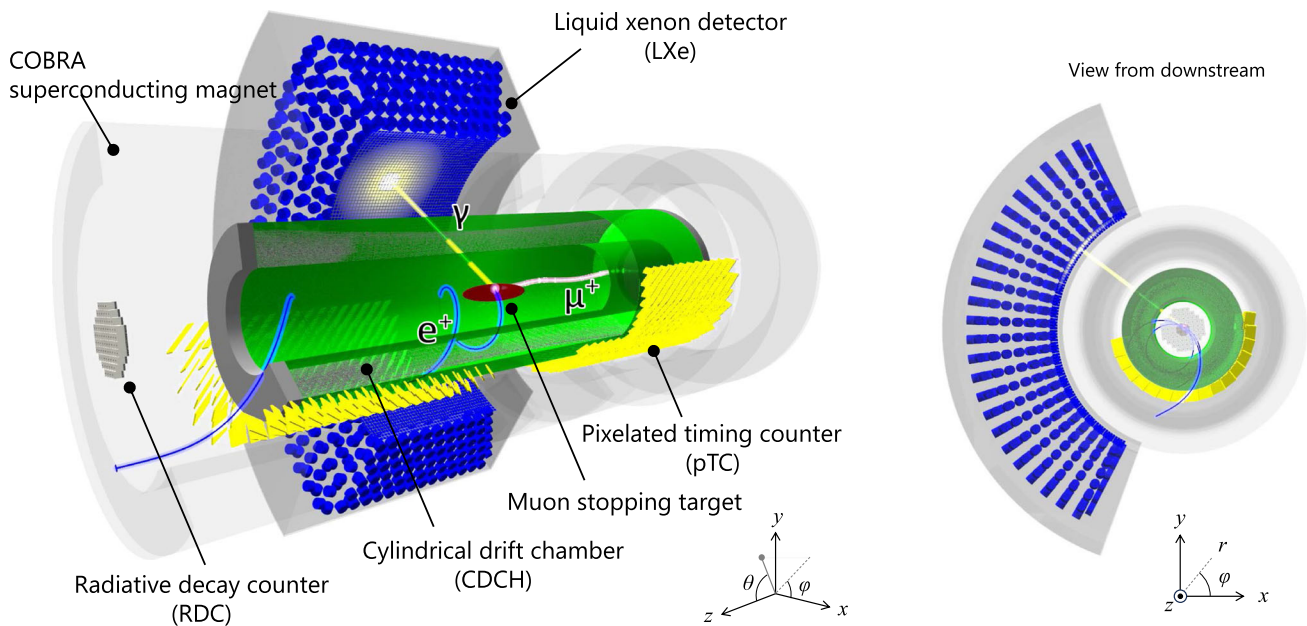 Liquid xenon detector
(LXe)
COBRA
superconducting magnet
View from downstream
γ
μ+
e+
Pixelated timing counter
(pTC)
Muon stopping target
Cylindrical drift chamber
(CDCH)
Radiative decay counter
(RDC)
y
θ
φ
z
x
y
r
φ
z
x